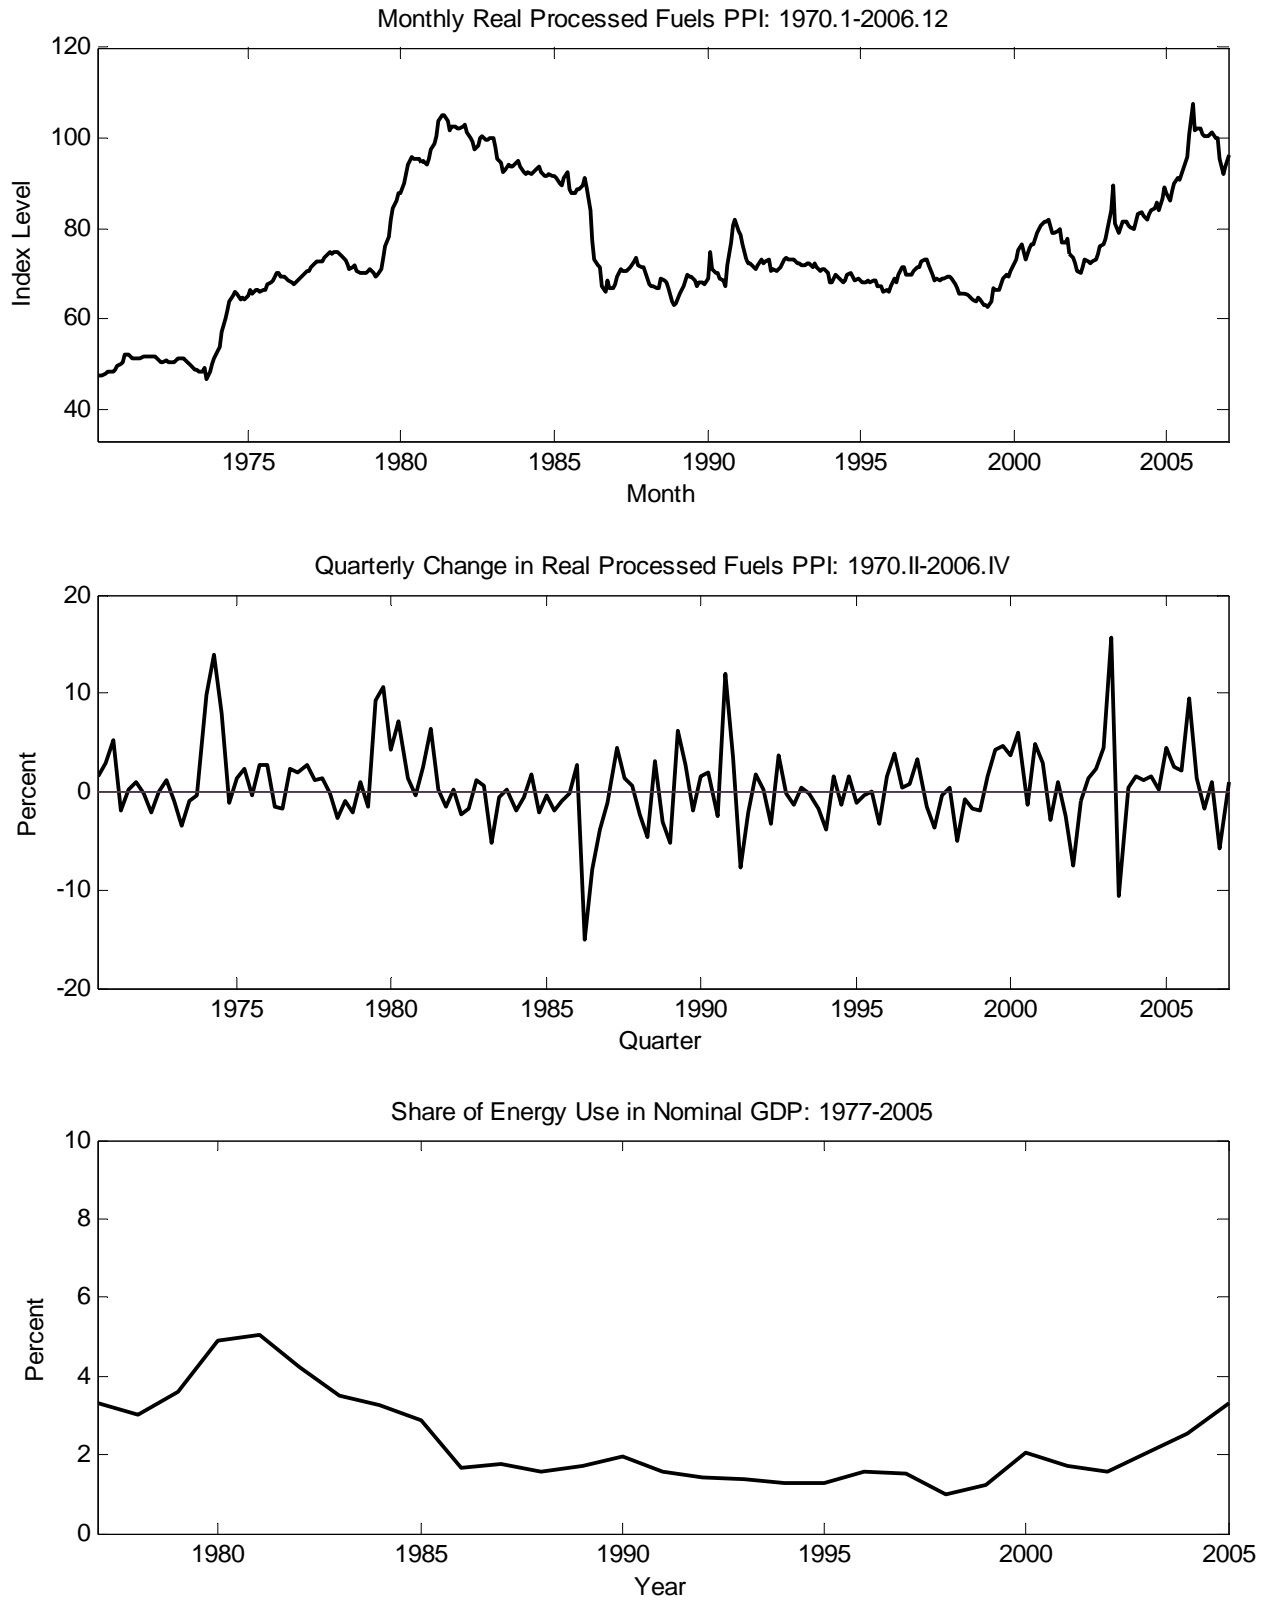 Monthly Real Processed Fuels PPI: 1970.1-2006.12
120
100
80
60
40
Index Level
1975 1980 1985 1990 1995 2000 2005
Month
Quarterly Change in Real Processed Fuels PPI: 1970.II-2006.IV
20
10
0
-10
-20
Percent
1975 1980 1985 1990 1995 2000 2005
Quarter
Share of Energy Use in Nominal GDP: 1977-2005
10
8
6
4
2
0
Percent
1980 1985 1990 1995 2000 2005
Year